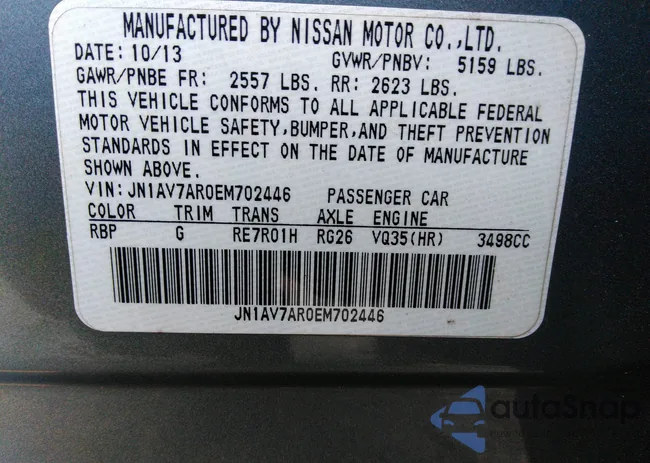 MANUFACTURED BY NISSAN MOTOR CO.,LTD.
DATE: 10/13 GVWR/PNBV: 5159 LBS.
GAWR/PNBE FR: 2557 LBS. RR: 2623 LBS.
THIS VEHICLE CONFORMS TO ALL APPLICABLE FEDERAL
MOTOR VEHICLE SAFETY,BUMPER,AND THEFT PREVENTION
STANDARDS IN EFFECT ON THE DATE OF MANUFACTURE
SHOWN ABOVE.
VIN:JN1AV7AR0EM702446 PASSENGER CAR
COLOR TRIM TRANS AXLE ENGINE
RBP G RE7R01H RG26 VQ35(HR) 3498CC
JN1AV7AR0EM702446
autoSnap